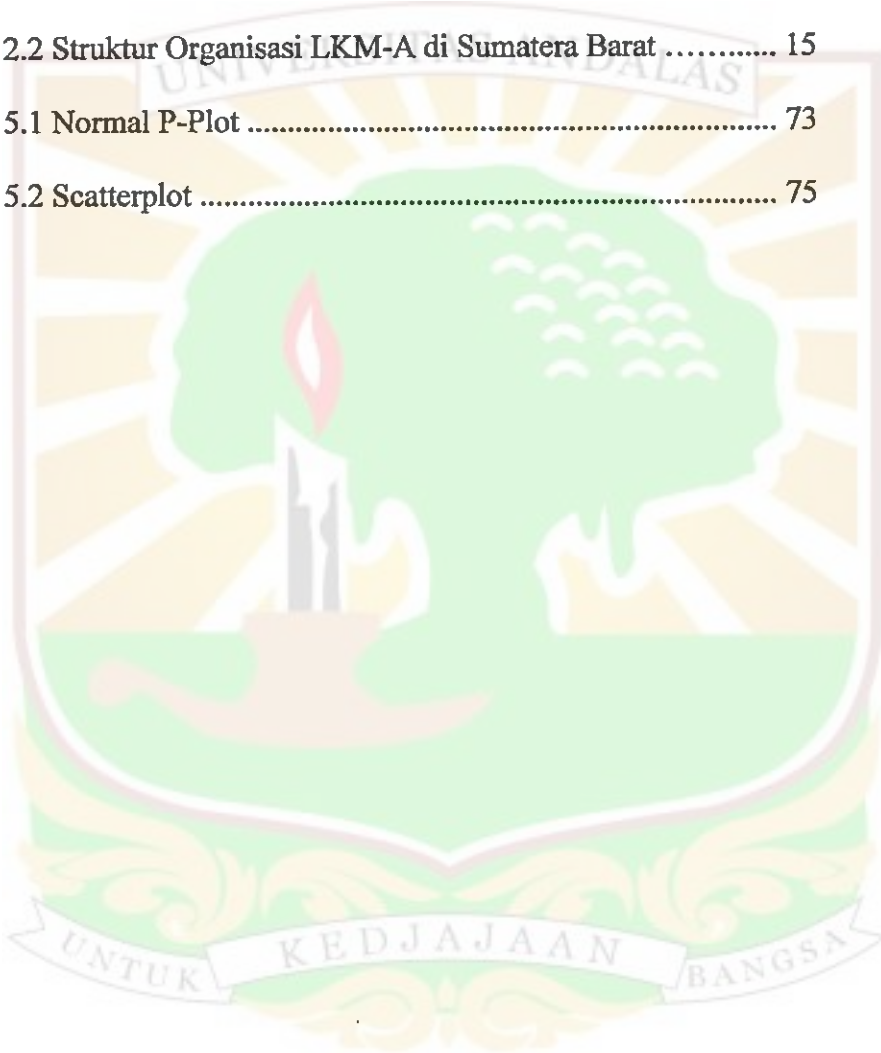 2.2 Struktur Organisasi LKM-A di Sumatera Barat ............ 15
UNIVERSITAS ANDALAS
5.1 Normal P-Plot .................................................................. 73
5.2 Scatterplot ........................................................................ 75
UNTUK KEDJAJAAN BANGSA